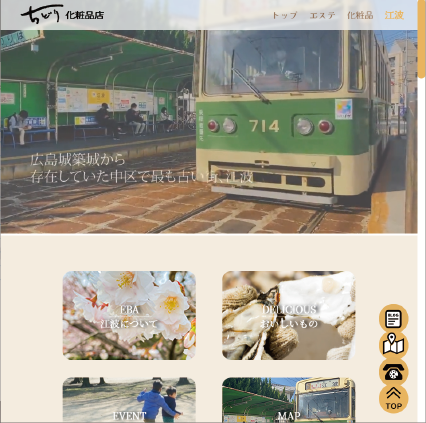 ちどり 化粧品店
トップ エステ 化粧品 江波
714
広島城築城から
存在していた中区で最も古い街、江波
EBA
江波について
DELICIOUS
おいしいもの
BLOG
EVENT
MAP
TOP